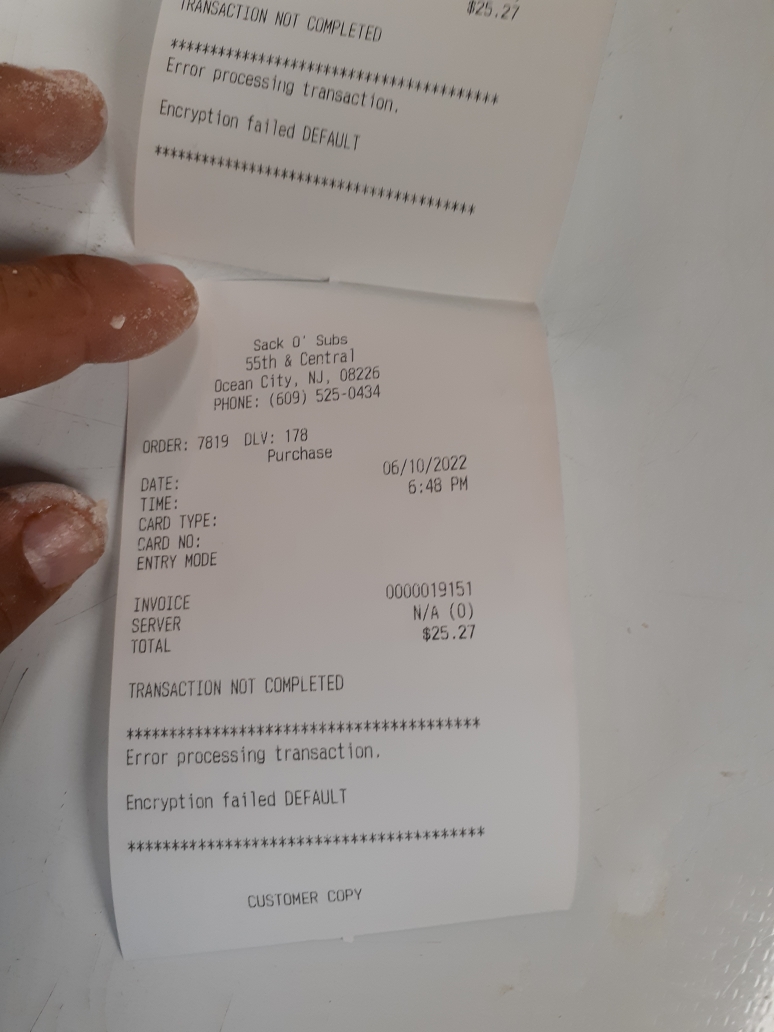 TRANSACTION NOT COMPLETED $25.27
****************************************
Error processing transaction.
Encryption failed DEFAULT
****************************************
Sack O' Subs
55th & Central
Ocean City, NJ, 08226
PHONE: (609) 525-0434
ORDER: 7819 DLV: 178
Purchase
DATE: 06/10/2022
TIME: 6:48 PM
CARD TYPE:
CARD NO:
ENTRY MODE
INVOICE 0000019151
SERVER N/A (0)
TOTAL $25.27
TRANSACTION NOT COMPLETED
****************************************
Error processing transaction.
Encryption failed DEFAULT
****************************************
CUSTOMER COPY